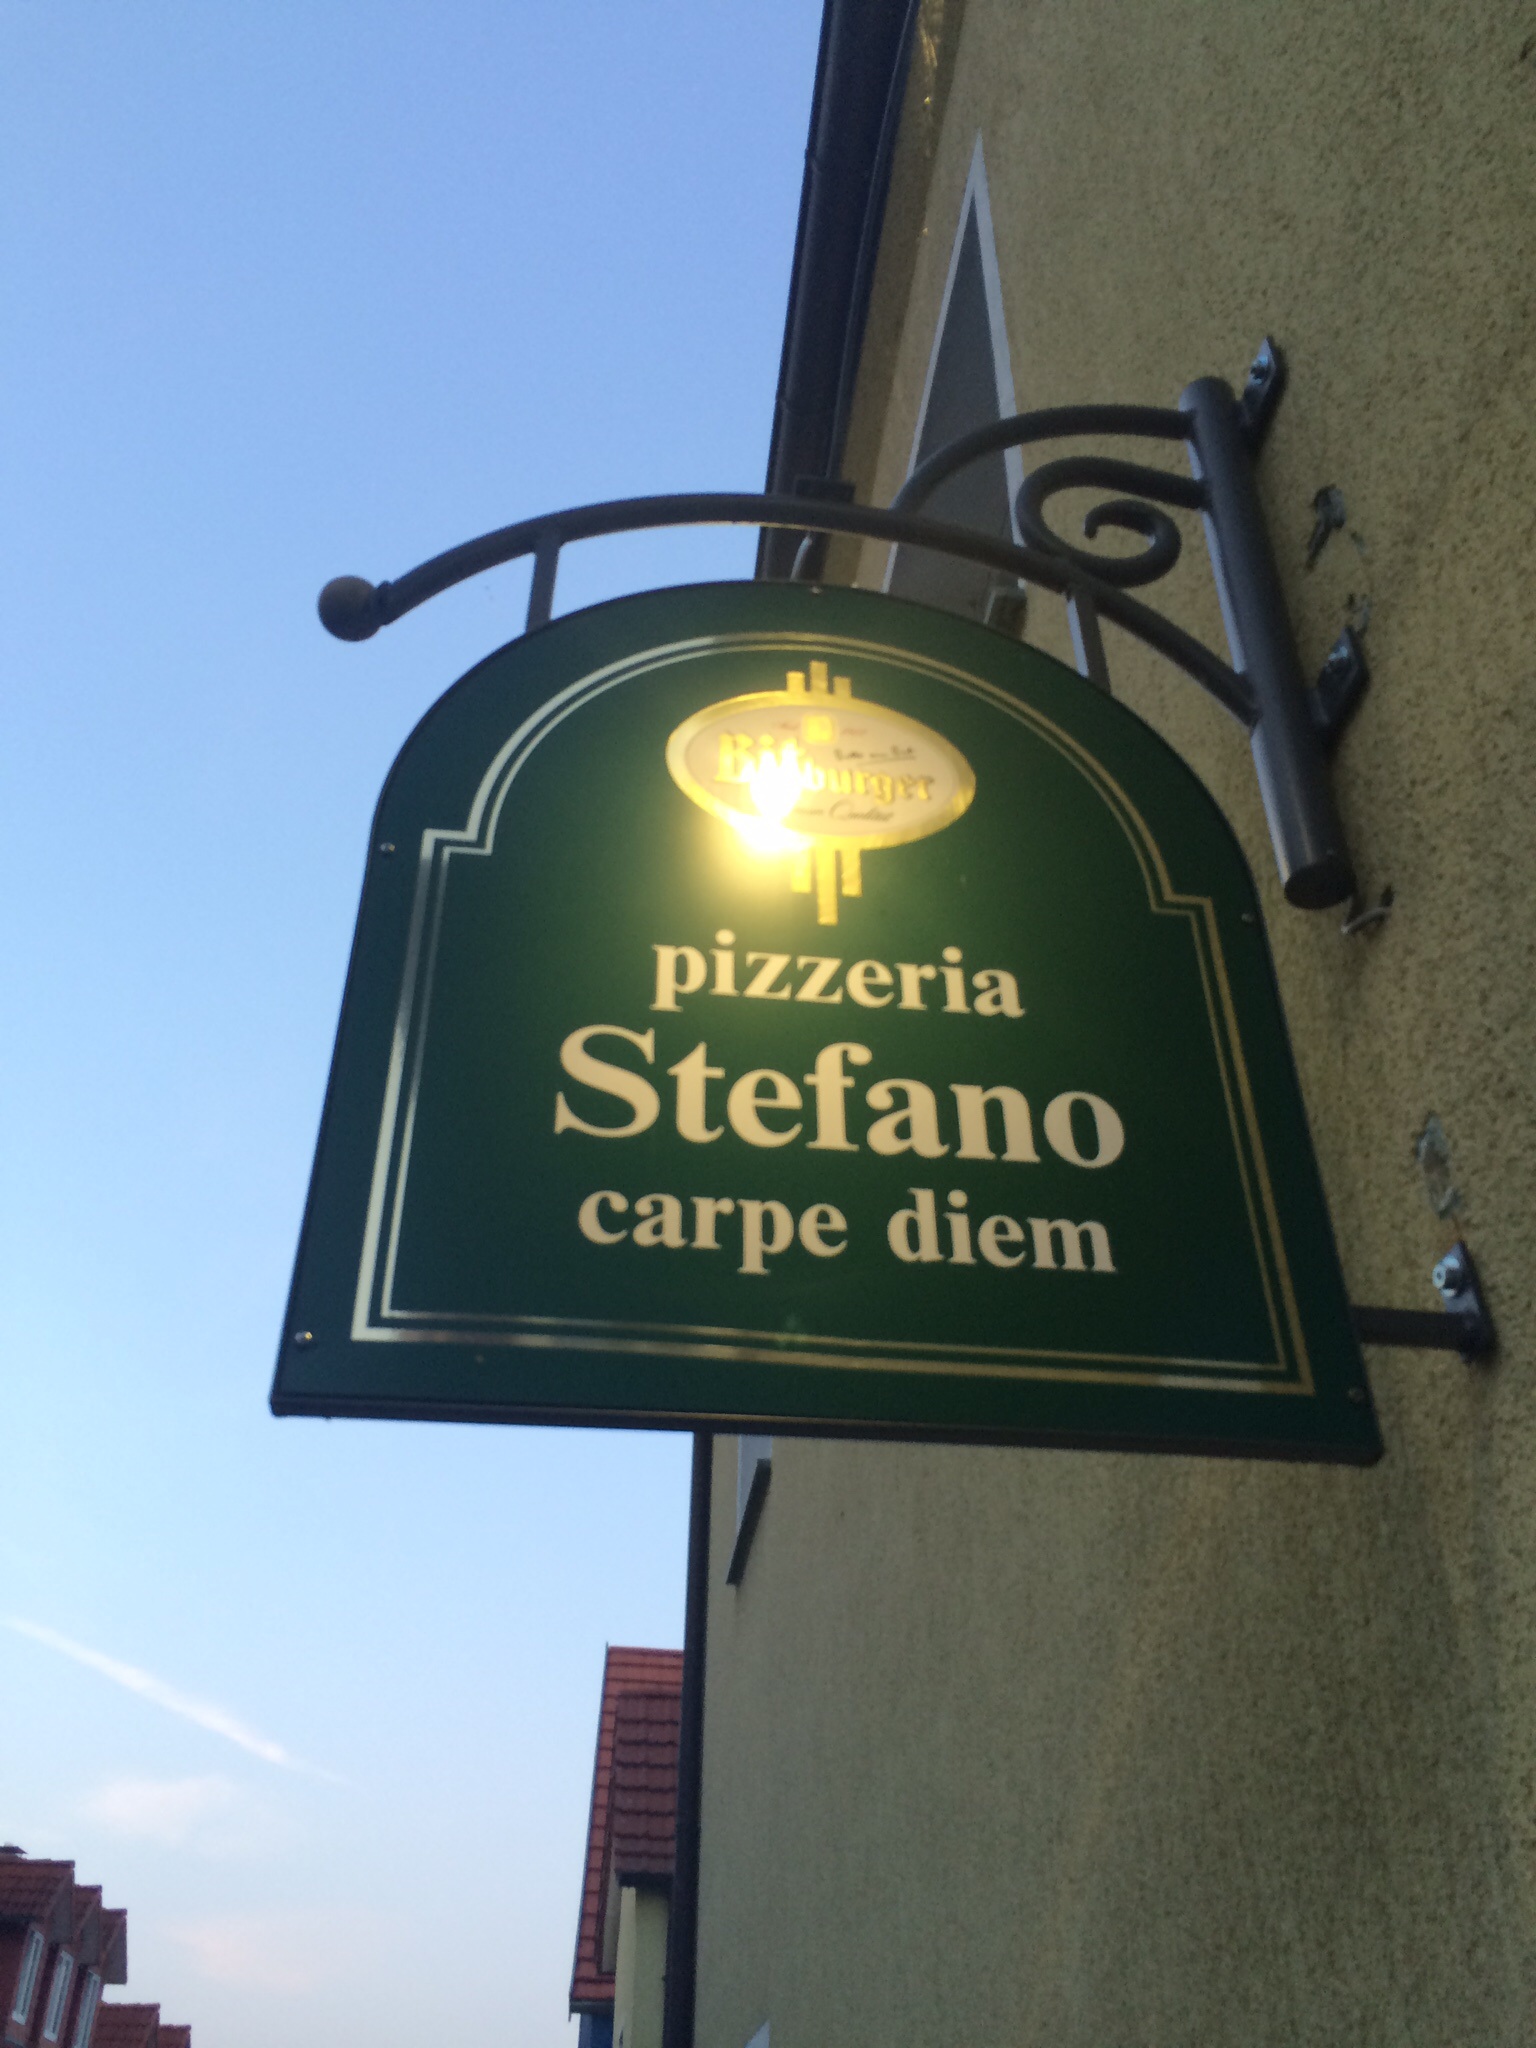 Bitburger
pizzeria
Stefano
carpe diem